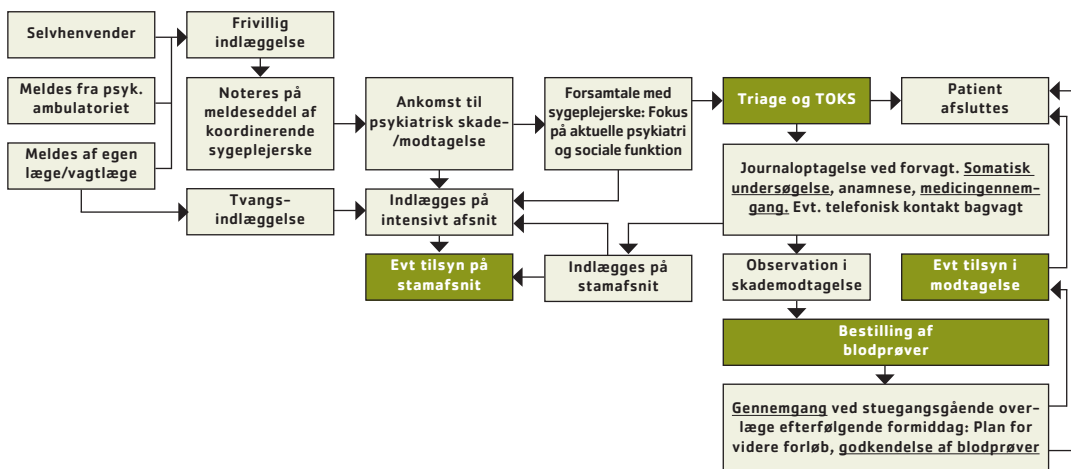 Selvhenvender
Meldes fra psyk.
ambulatoriet
Meldes af egen
læge/vagtlæge
Frivillig
indlæggelse
Noteres på
meldeseddel af
koordinerende
sygeplejerske
Tvangs-
indlæggelse
Ankomst til
psykiatrisk skade-
/modtagelse
Indlægges på
intensivt afsnit
Evt tilsyn på
stamafsnit
Forsamtale med
sygeplejerske: Fokus
på aktuelle psykiatri
og sociale funktion
Indlægges på
stamafsnit
Triage og TOKS
Patient
afsluttes
Journaloptagelse ved forvagt. Somatisk
undersøgelse, anamnese, medicingennem-
gang. Evt. telefonisk kontakt bagvagt
Observation i
skademodtagelse
Evt tilsyn i
modtagelse
Bestilling af
blodprøver
Gennemgang ved stuegangsgående over-
læge efterfølgende formiddag: Plan for
videre forløb, godkendelse af blodprøver